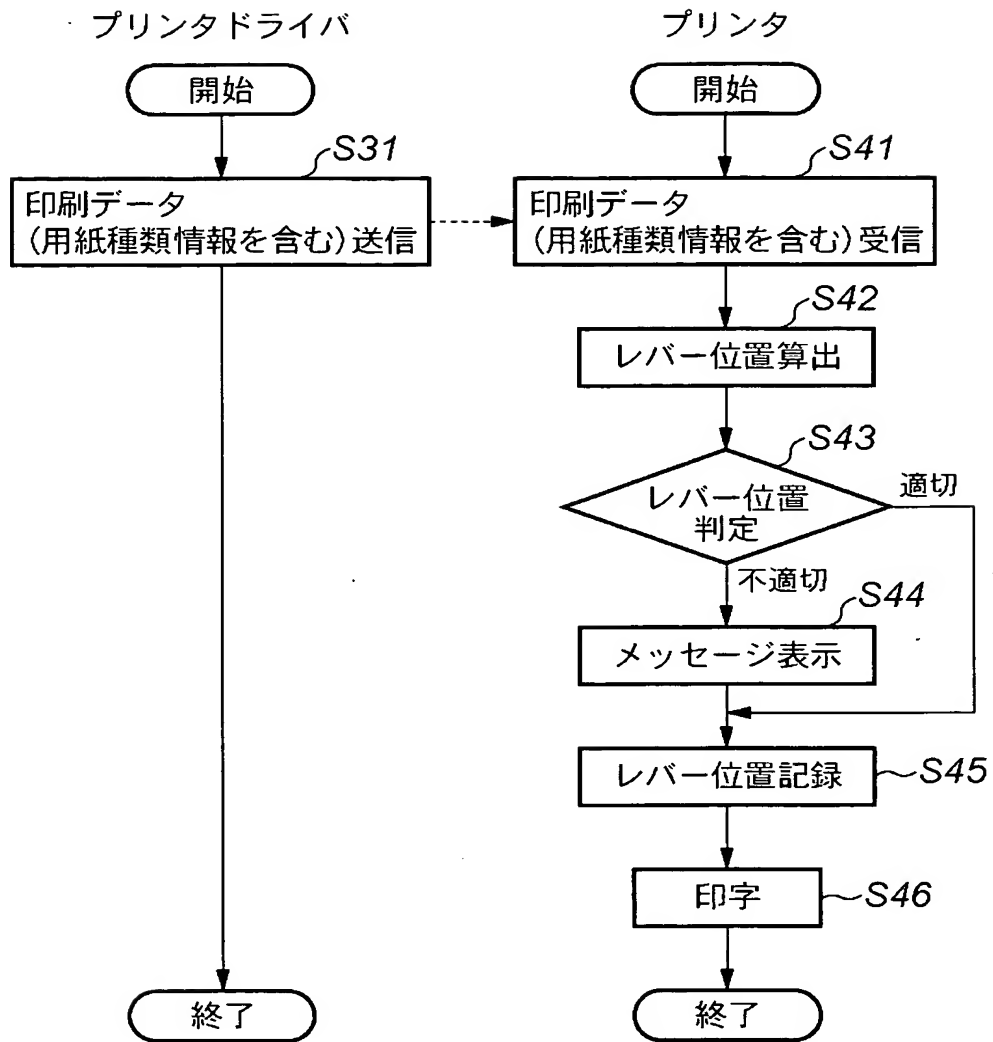 プリンタドライバ
プリンタ
開始
開始
S31
S41
印刷データ
(用紙種類情報を含む)送信
印刷データ
(用紙種類情報を含む)受信
S42
レバー位置算出
S43
レバー位置
判定
適切
不適切
S44
メッセージ表示
レバー位置記録
S45
印字
S46
終了
終了